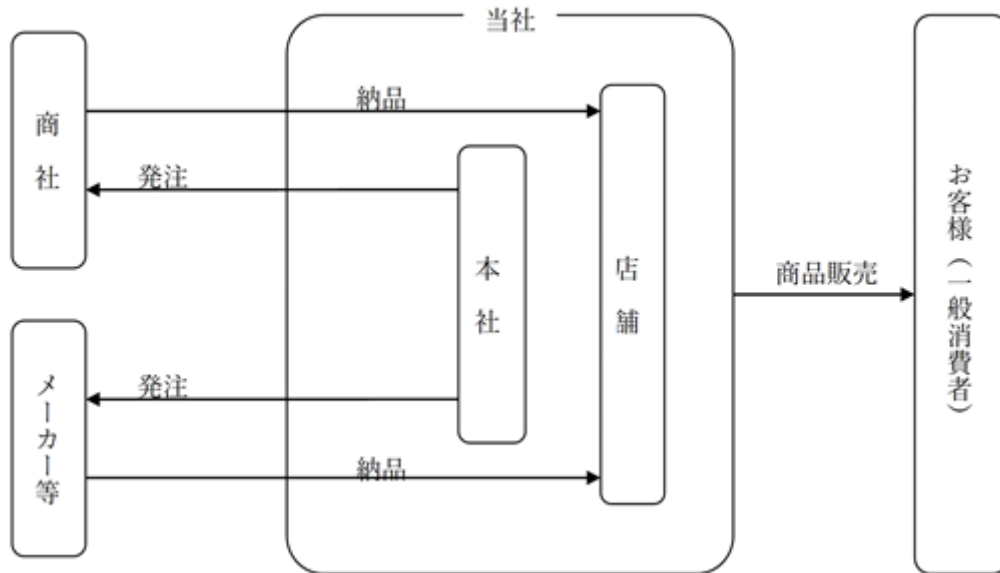 当社
商社
納品
発注
本社
店舗
商品販売
お客様（一般消費者）
メーカー等
発注
納品